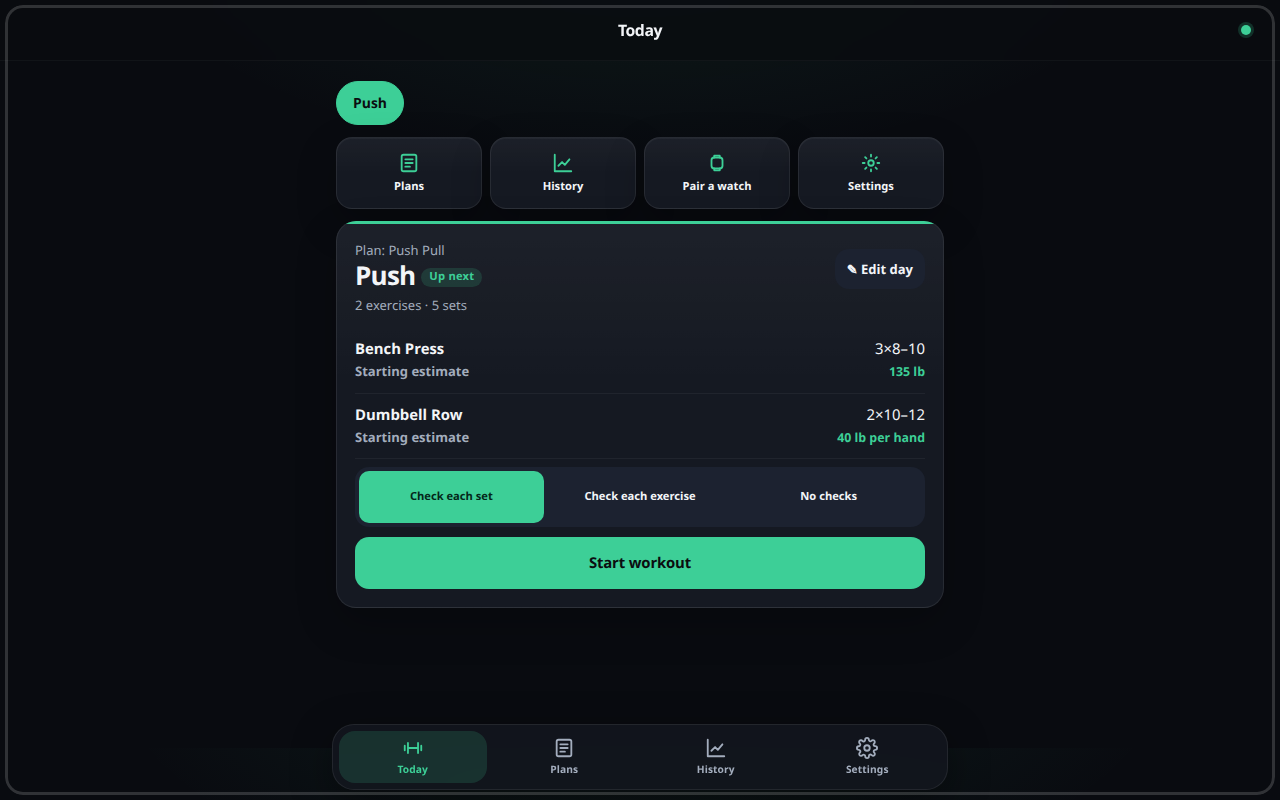 Today
Push
Plans
History
Pair a watch
Settings
Plan: Push Pull
Push Up next
✎ Edit day
2 exercises · 5 sets
Bench Press 3×8–10
Starting estimate 135 lb
Dumbbell Row 2×10–12
Starting estimate 40 lb per hand
Check each set Check each exercise No checks
Start workout
Today Plans History Settings